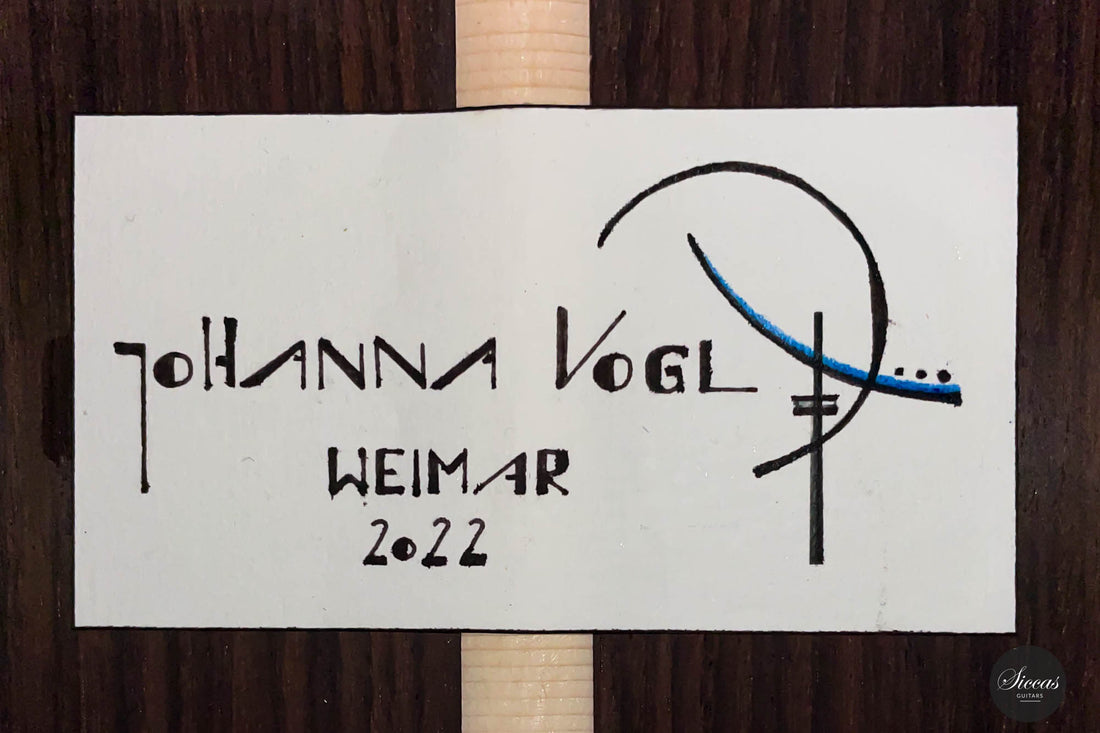 JoHANNA VOGL
WEIMAR
2022
Siccas
GUITARS